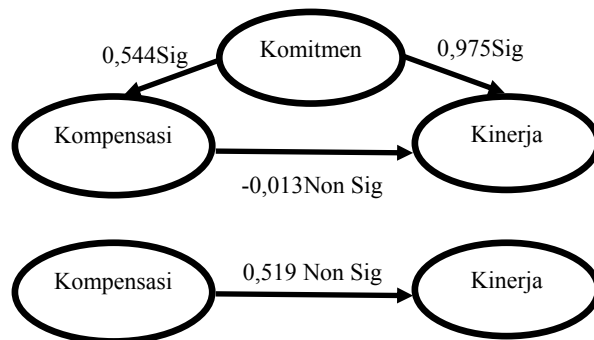 Komitmen
0,544Sig
0,975Sig
Kompensasi
Kinerja
-0,013Non Sig
Kompensasi
0,519 Non Sig
Kinerja